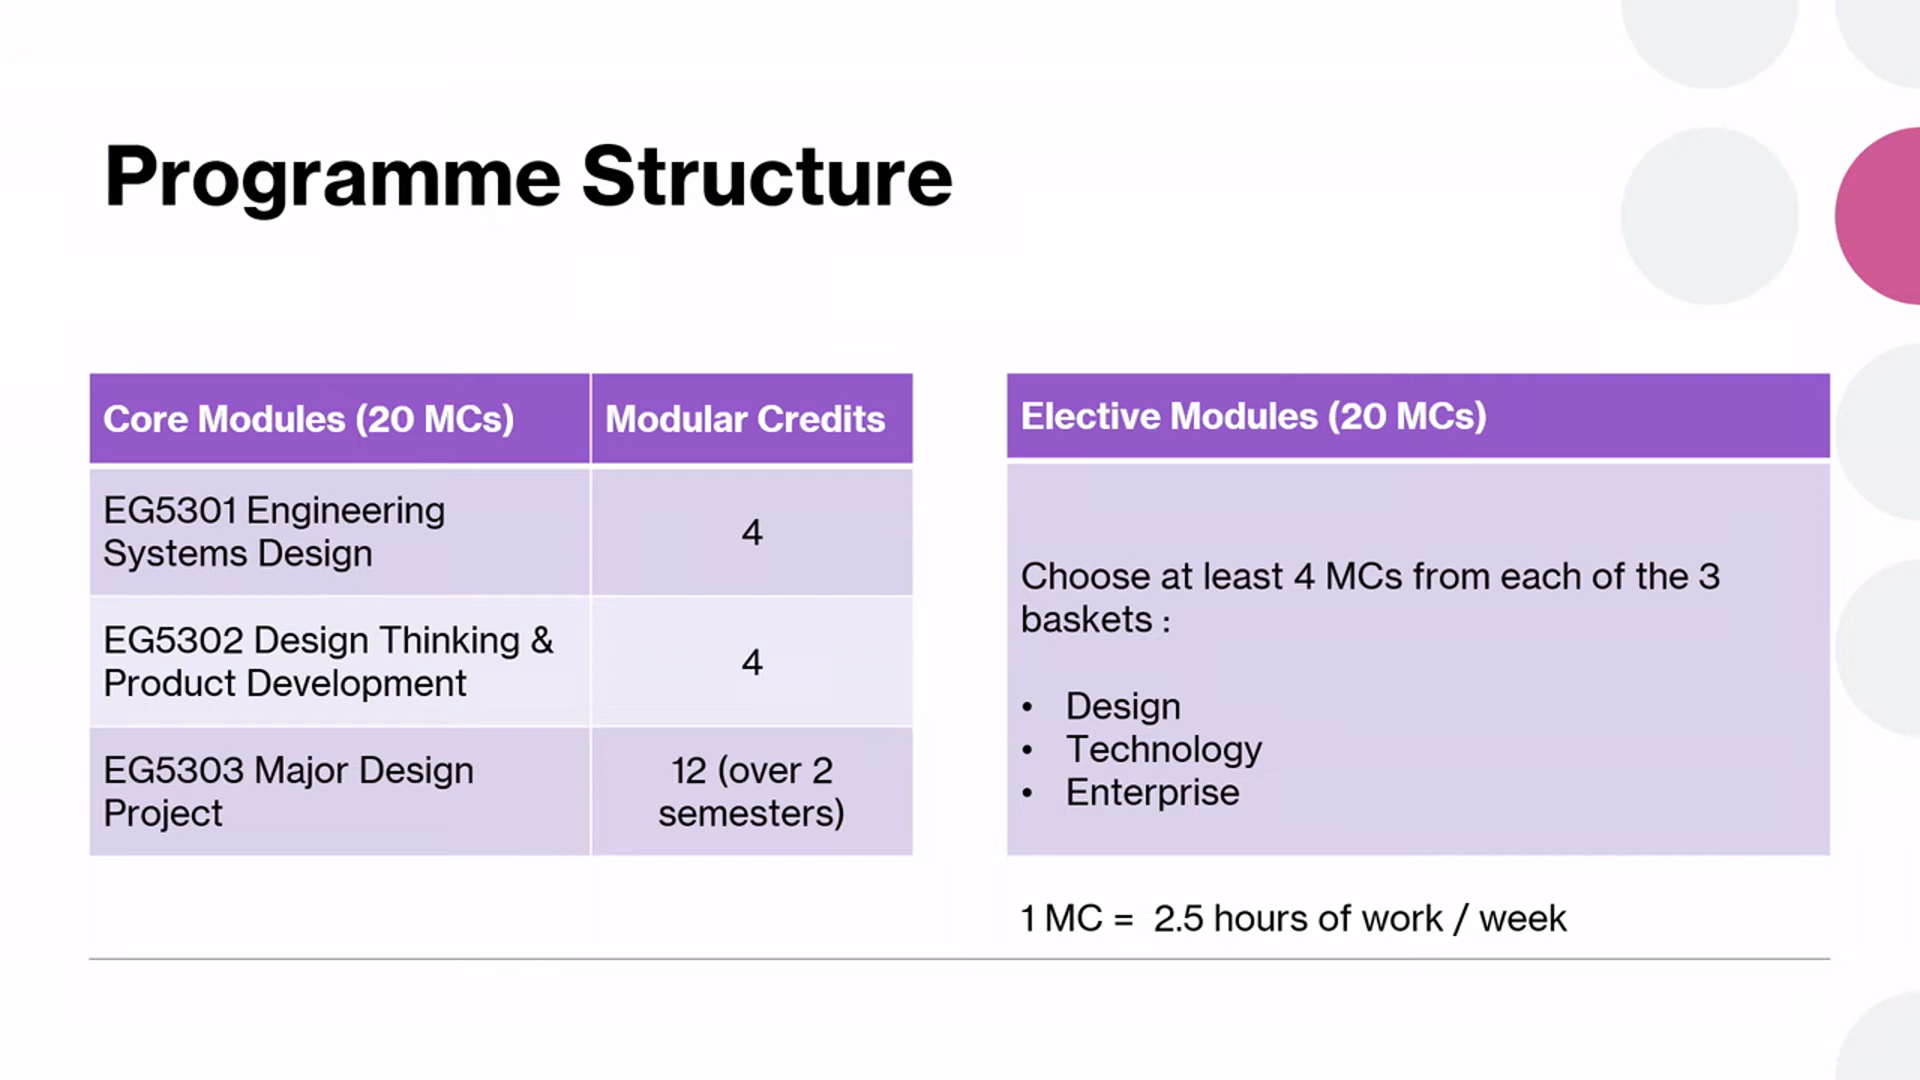 Programme Structure
Core Modules (20 MCs)
Modular Credits
EG5301 Engineering
Systems Design
4
EG5302 Design Thinking &
Product Development
4
EG5303 Major Design
Project
12 (over 2
semesters)
Elective Modules (20 MCs)
Choose at least 4 MCs from each of the 3
baskets :
• Design
• Technology
• Enterprise
1 MC = 2.5 hours of work / week